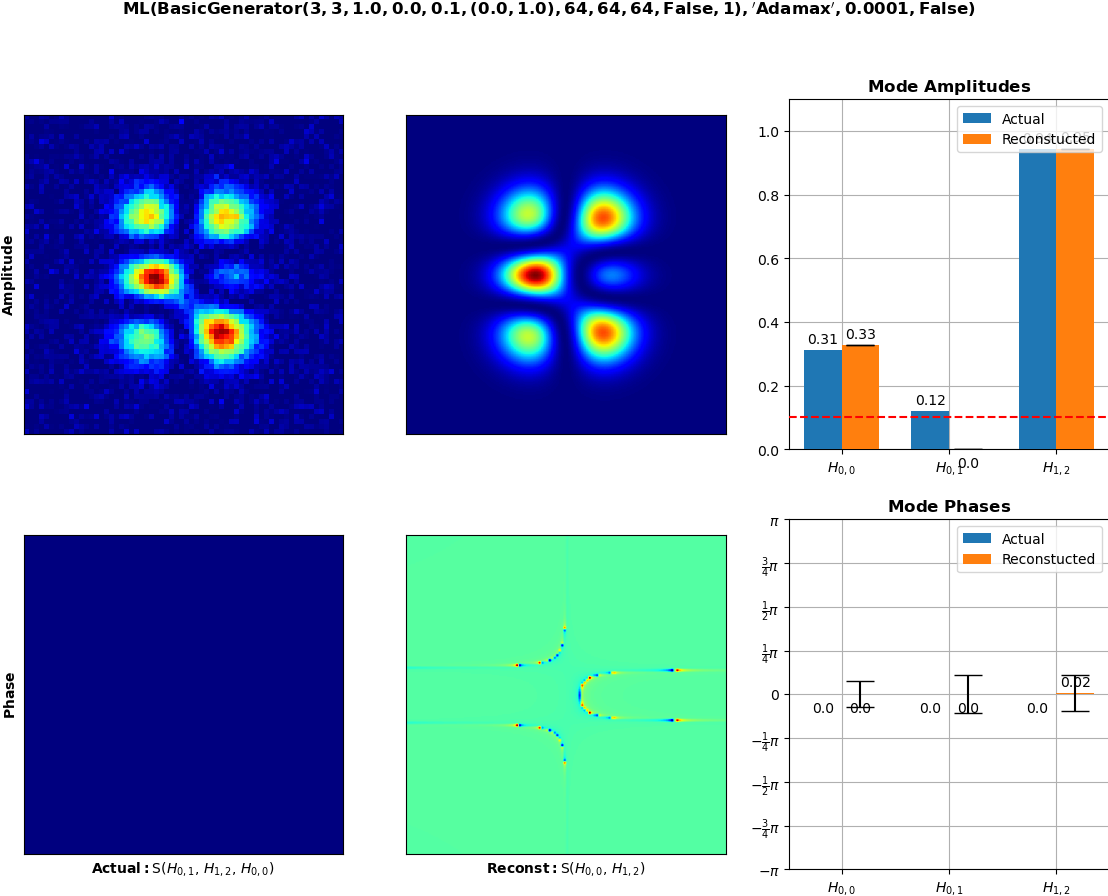 ML(BasicGenerator(3, 3, 1.0, 0.0, 0.1, (0.0, 1.0), 64, 64, 64, False, 1), 'Adamax', 0.0001, False)
Amplitude
Mode Amplitudes
Actual
Reconstucted
1.0
0.8
0.6
0.4
0.2
0.0
0.31
0.33
0.12
0.0
H0,0
H0,1
H1,2
Phase
Actual: S(H0,1, H1,2, H0,0)
Reconst: S(H0,0, H1,2)
Mode Phases
Actual
Reconstucted
π
3/4π
1/2π
1/4π
0
−1/4π
−1/2π
−3/4π
−π
0.0
0.0
0.0
0.0
0.0
0.02
H0,0
H0,1
H1,2